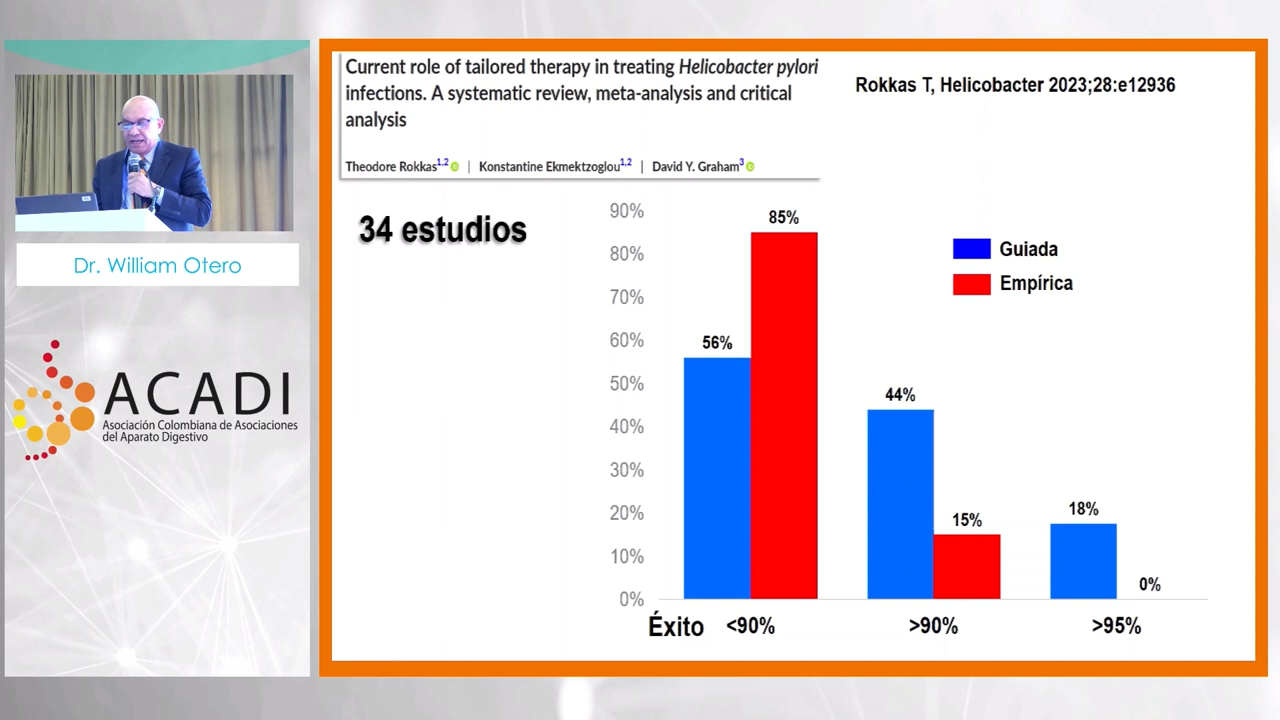 Current role of tailored therapy in treating Helicobacter pylori
infections. A systematic review, meta-analysis and critical
analysis
Theodore Rokkas1,2 | Konstantine Ekmektzoglou1,2 | David Y. Graham3
Rokkas T, Helicobacter 2023;28:e12936
Dr. William Otero
ACADI
Asociación Colombiana de Asociaciones
del Aparato Digestivo
34 estudios
90%
80%
70%
60%
50%
40%
30%
20%
10%
0%
56%
85%
44%
15%
18%
0%
Guiada
Empírica
Éxito <90% >90% >95%